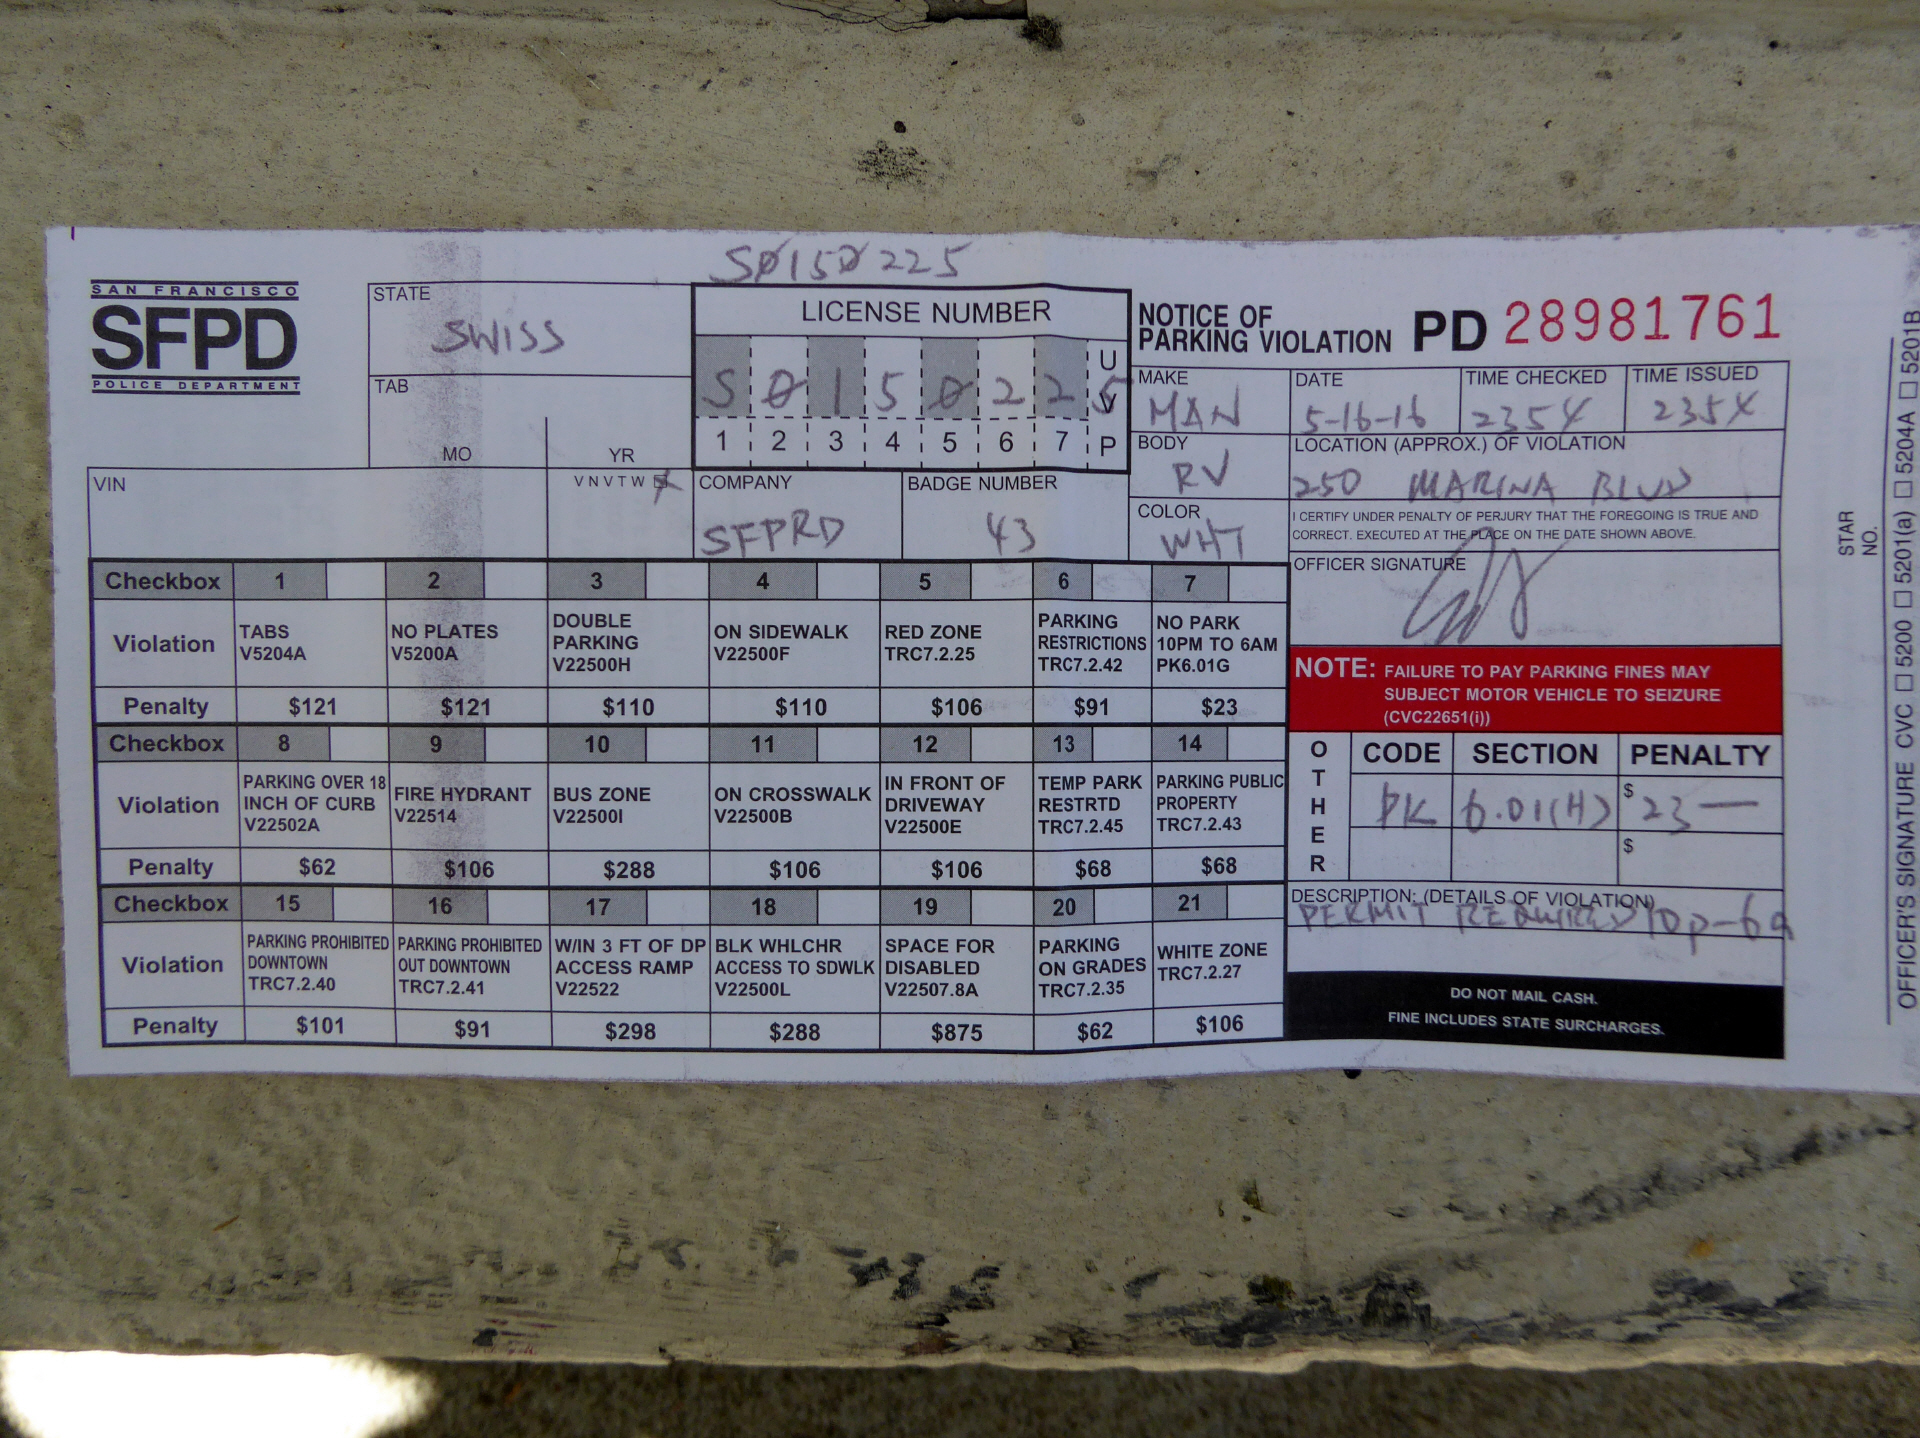 SØ15Ø225
SAN FRANCISCO
SFPD
POLICE DEPARTMENT
STATE
SWISS
TAB
MO
YR
LICENSE NUMBER
S Ø 1 5 Ø 2 2 5
U
V
P
1 2 3 4 5 6 7
NOTICE OF
PARKING VIOLATION
PD 28981761
MAKE
MAN
DATE
5-16-16
TIME CHECKED
2354
TIME ISSUED
2354
BODY
RV
LOCATION (APPROX.) OF VIOLATION
250 MARINA BLVD
VIN
V N V T W
COMPANY
SFPRD
BADGE NUMBER
43
COLOR
WHT
I CERTIFY UNDER PENALTY OF PERJURY THAT THE FOREGOING IS TRUE AND
CORRECT. EXECUTED AT THE PLACE ON THE DATE SHOWN ABOVE.
OFFICER SIGNATURE
Checkbox 1 2 3 4 5 6 7
Violation
TABS
V5204A
NO PLATES
V5200A
DOUBLE
PARKING
V22500H
ON SIDEWALK
V22500F
RED ZONE
TRC7.2.25
PARKING
RESTRICTIONS
TRC7.2.42
NO PARK
10PM TO 6AM
PK6.01G
Penalty $121 $121 $110 $110 $106 $91 $23
Checkbox 8 9 10 11 12 13 14
Violation
PARKING OVER 18
INCH OF CURB
V22502A
FIRE HYDRANT
V22514
BUS ZONE
V22500I
ON CROSSWALK
V22500B
IN FRONT OF
DRIVEWAY
V22500E
TEMP PARK
RESTRTD
TRC7.2.45
PARKING PUBLIC
PROPERTY
TRC7.2.43
Penalty $62 $106 $288 $106 $106 $68 $68
Checkbox 15 16 17 18 19 20 21
Violation
PARKING PROHIBITED
DOWNTOWN
TRC7.2.40
PARKING PROHIBITED
OUT DOWNTOWN
TRC7.2.41
W/IN 3 FT OF DP
ACCESS RAMP
V22522
BLK WHLCHR
ACCESS TO SDWLK
V22500L
SPACE FOR
DISABLED
V22507.8A
PARKING
ON GRADES
TRC7.2.35
WHITE ZONE
TRC7.2.27
Penalty $101 $91 $298 $288 $875 $62 $106
NOTE: FAILURE TO PAY PARKING FINES MAY
SUBJECT MOTOR VEHICLE TO SEIZURE
(CVC22651(i))
OTHER
CODE SECTION PENALTY
PK 6.01(H) $ 23 —
$
DESCRIPTION: (DETAILS OF VIOLATION)
PERMIT REQUIRED 10p-6a
DO NOT MAIL CASH.
FINE INCLUDES STATE SURCHARGES.
STAR
NO.
OFFICER'S SIGNATURE CVC □ 5200 □ 5201(a) □ 5204A □ 5201B